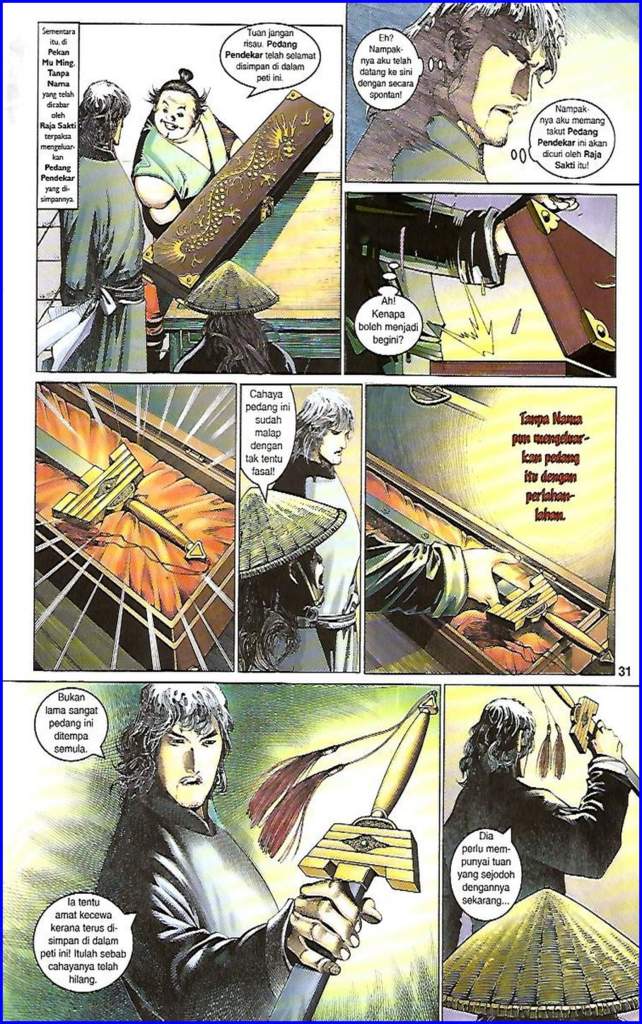 Sementara
itu, di
Pekan
Mu Ming,
Tanpa
Nama
yang telah
dicabar
oleh
Raja Sakti
terpaksa
mengeluar-
kan
Pedang
Pendekar
yang di-
simpannya.
Tuan jangan
risau. Pedang
Pendekar
telah selamat
disimpan di dalam
peti ini.
Eh?
Nampak-
nya aku telah
datang ke sini
dengan secara
spontan!
Nampak-
nya aku memang
takut Pedang
Pendekar ini akan
dicuri oleh Raja
Sakti itu!
Ah!
Kenapa
boleh menjadi
begini?
Cahaya
pedang ini
sudah
malap
dengan
tak tentu
fasal!
Tanpa Nama
pun mengeluar-
kan pedang
itu dengan
perlahan-
lahan.
31
Bukan
lama sangat
pedang ini
ditempa
semula.
Ia tentu
amat kecewa
kerana terus di-
simpan di dalam
peti ini! Itulah sebab
cahayanya telah
hilang.
Dia
perlu mem-
punyai tuan
yang sejodoh
dengannya
sekarang...